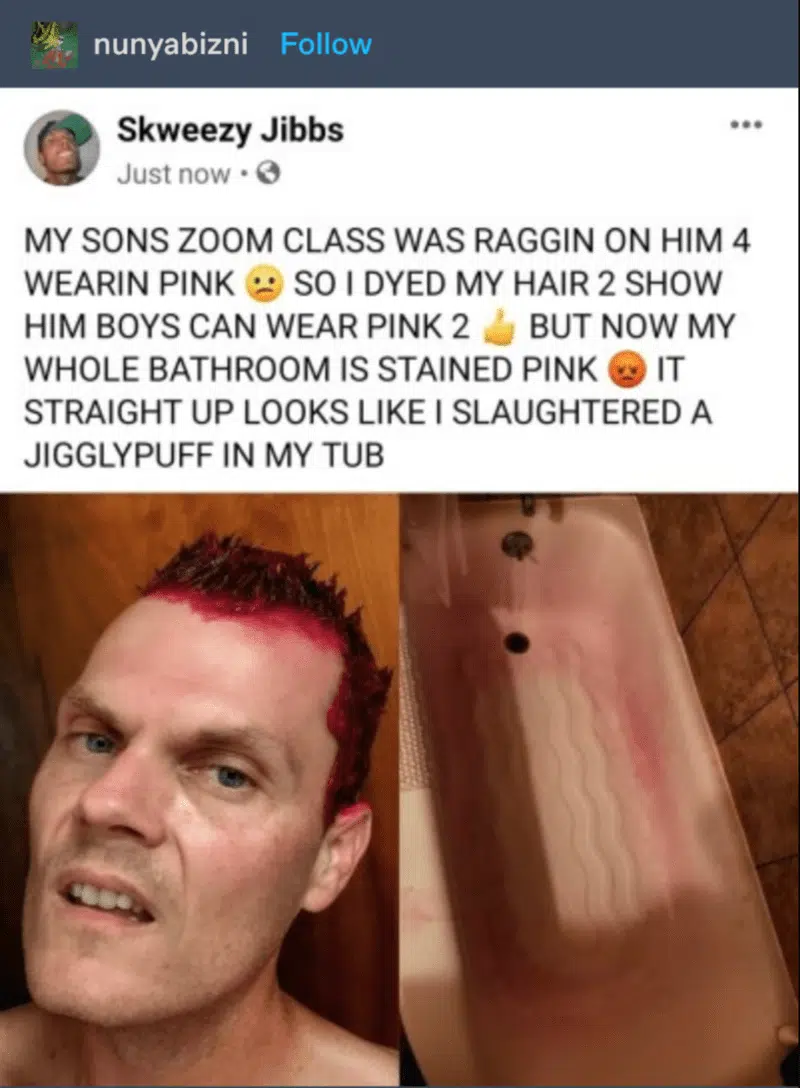 nunyabizni Follow
Skweezy Jibbs
Just now •
MY SONS ZOOM CLASS WAS RAGGIN ON HIM 4
WEARIN PINK 😕 SO I DYED MY HAIR 2 SHOW
HIM BOYS CAN WEAR PINK 2 👍 BUT NOW MY
WHOLE BATHROOM IS STAINED PINK 😡 IT
STRAIGHT UP LOOKS LIKE I SLAUGHTERED A
JIGGLYPUFF IN MY TUB